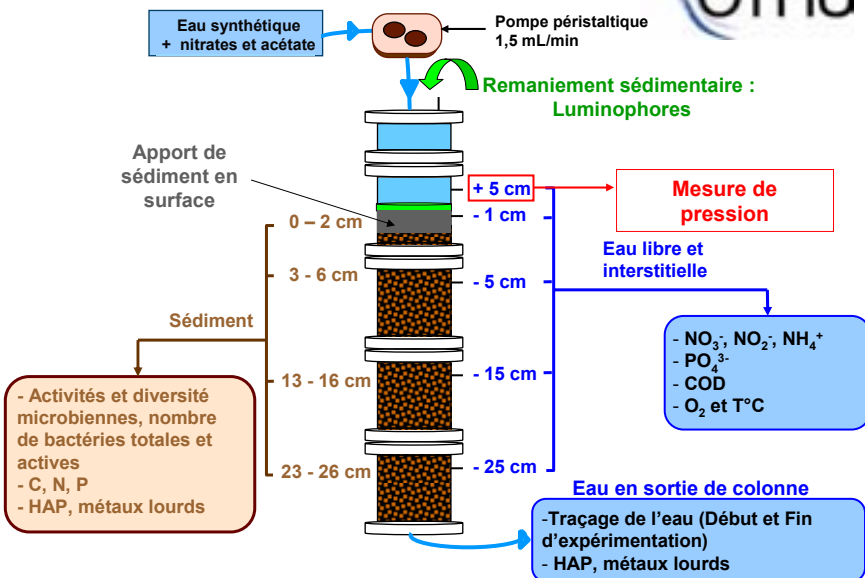 Eau synthétique
+ nitrates et acétate
Pompe péristaltique
1,5 mL/min
Remaniement sédimentaire :
Luminophores
Apport de
sédiment en
surface
+ 5 cm
Mesure de
pression
0 – 2 cm
- 1 cm
Eau libre et
interstitielle
3 - 6 cm
- 5 cm
Sédiment
- NO₃⁻, NO₂⁻, NH₄⁺
- PO₄³⁻
- COD
- O₂ et T°C
13 - 16 cm
- 15 cm
- Activités et diversité
microbiennes, nombre
de bactéries totales et
actives
- C, N, P
- HAP, métaux lourds
23 - 26 cm
- 25 cm
Eau en sortie de colonne
-Traçage de l'eau (Début et Fin
d'expérimentation)
- HAP, métaux lourds